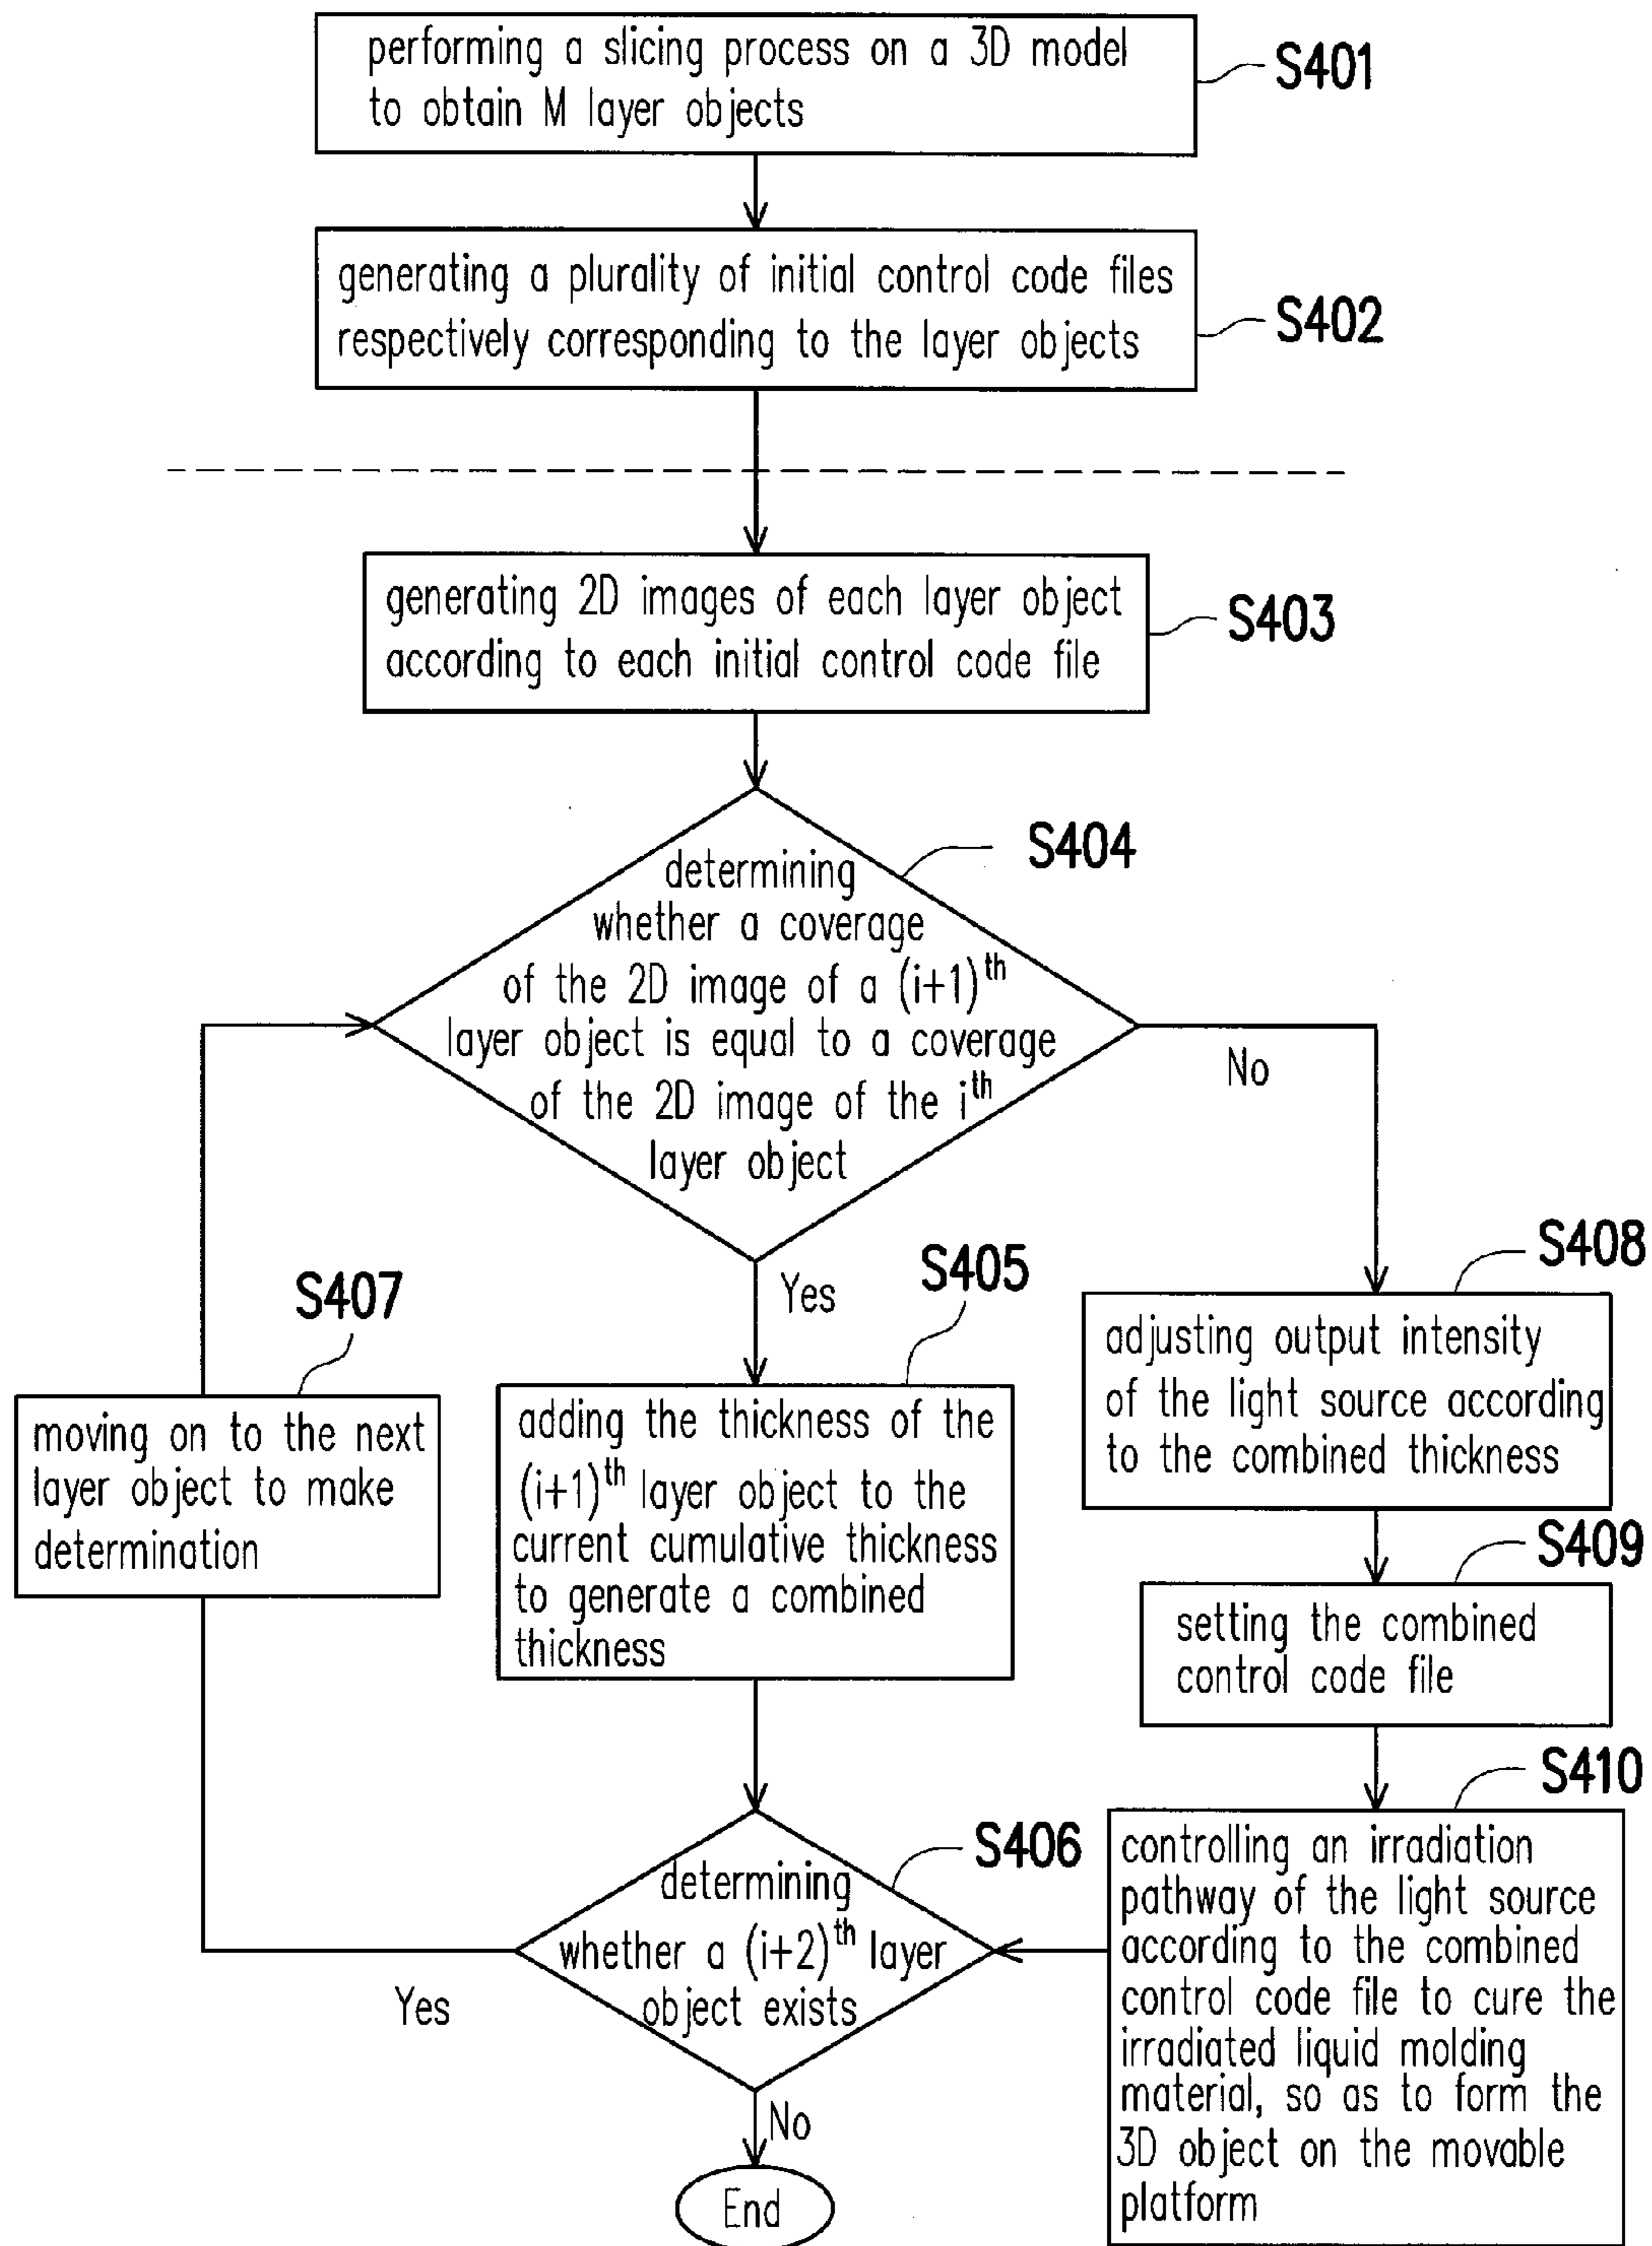 performing a slicing process on a 3D model
to obtain M layer objects
S401
generating a plurality of initial control code files
respectively corresponding to the layer objects
S402
generating 2D images of each layer object
according to each initial control code file
S403
determining
whether a coverage
of the 2D image of a (i+1)th
layer object is equal to a coverage
of the 2D image of the ith
layer object
S404
No
Yes
S405
adding the thickness of the
(i+1)th layer object to the
current cumulative thickness
to generate a combined
thickness
S407
moving on to the next
layer object to make
determination
S408
adjusting output intensity
of the light source according
to the combined thickness
S409
setting the combined
control code file
S410
controlling an irradiation
pathway of the light source
according to the combined
control code file to cure the
irradiated liquid molding
material, so as to form the
3D object on the movable
platform
S406
determining
whether a (i+2)th layer
object exists
Yes
No
End